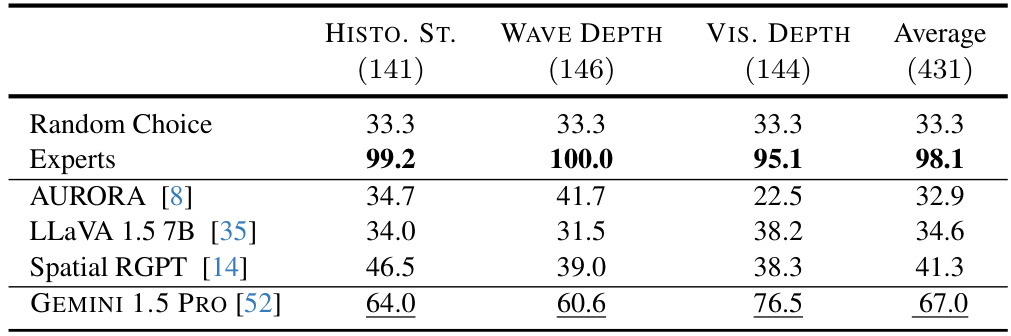 HISTO. ST. WAVE DEPTH VIS. DEPTH Average
(141) (146) (144) (431)
Random Choice 33.3 33.3 33.3 33.3
Experts 99.2 100.0 95.1 98.1
AURORA [8] 34.7 41.7 22.5 32.9
LLaVA 1.5 7B [35] 34.0 31.5 38.2 34.6
Spatial RGPT [14] 46.5 39.0 38.3 41.3
GEMINI 1.5 PRO [52] 64.0 60.6 76.5 67.0